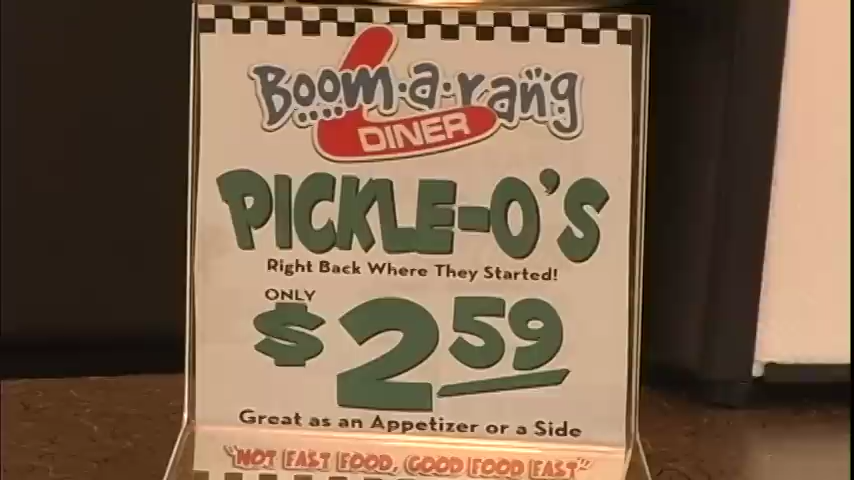 Boom·a·rang
DINER
PICKLE-O'S
Right Back Where They Started!
ONLY
$2.59
Great as an Appetizer or a Side
"NOT FAST FOOD, GOOD FOOD FAST"